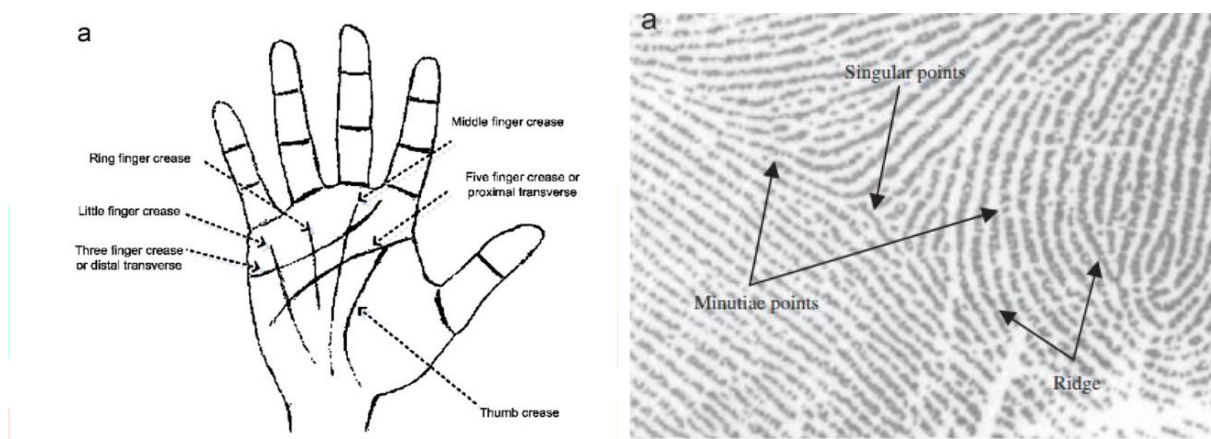 a
Middle finger crease
Ring finger crease
Five finger crease or
proximal transverse
Little finger crease
Three finger crease
or distal transverse
Thumb crease
a
Singular points
Minutiae points
Ridge